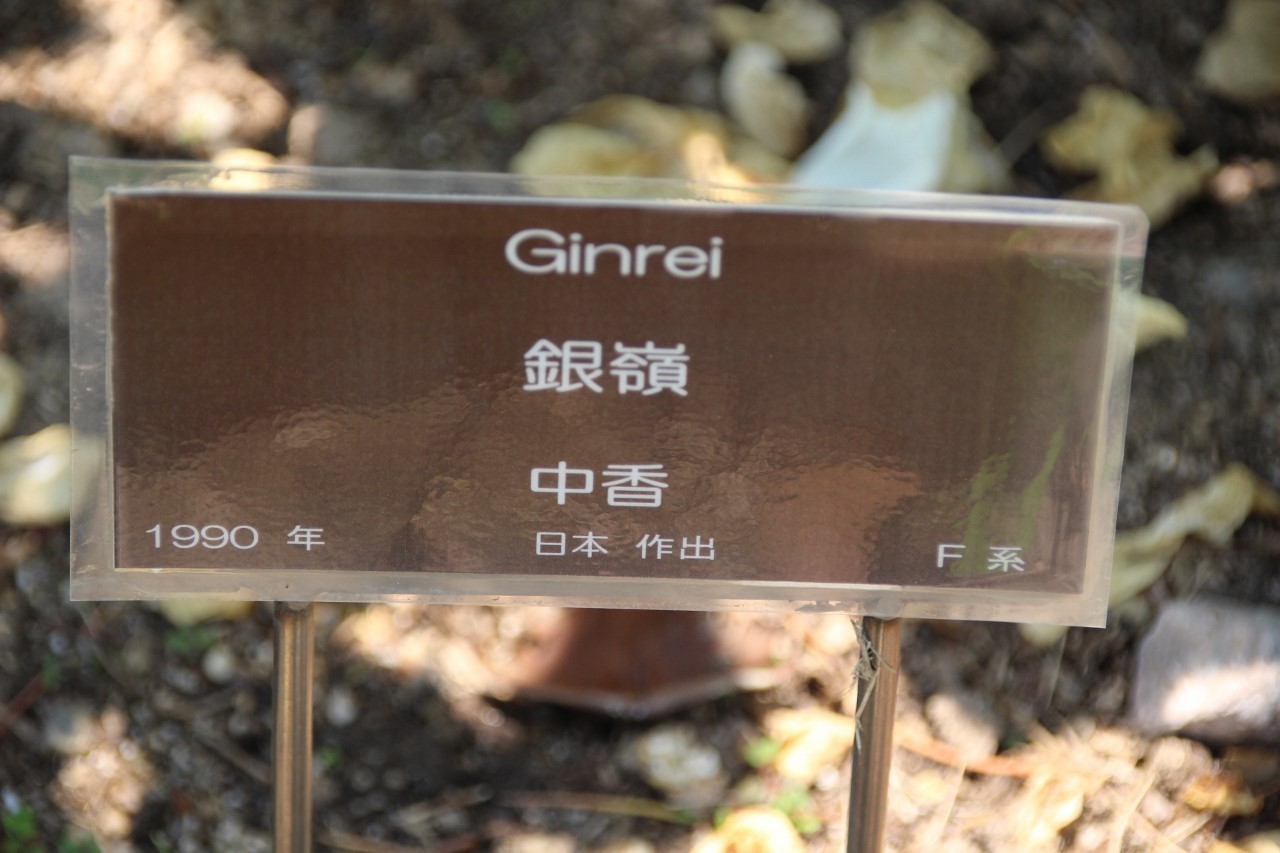 Ginrei
銀嶺
中香
1990 年 日本 作出 F 系